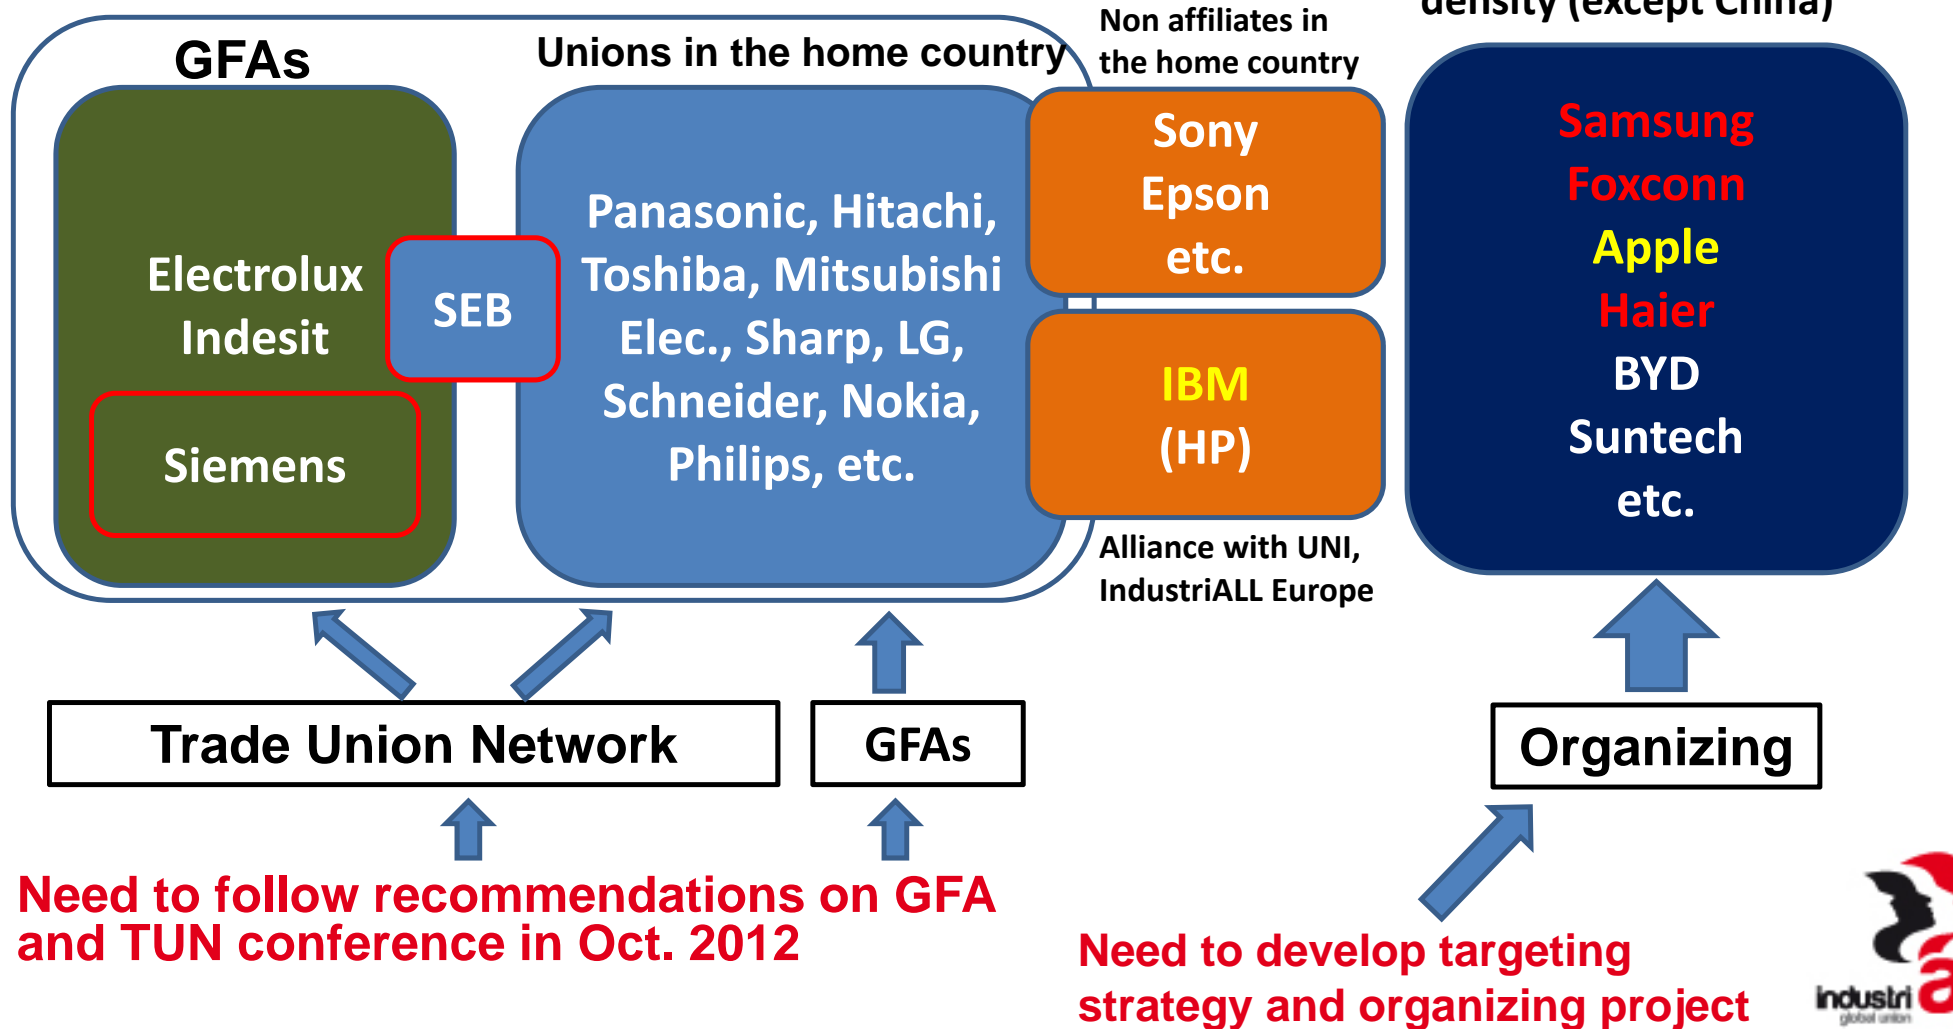 density (except China)
Non affiliates in
the home country
GFAs
Unions in the home country
Electrolux
Indesit
Siemens
SEB
Panasonic, Hitachi,
Toshiba, Mitsubishi
Elec., Sharp, LG,
Schneider, Nokia,
Philips, etc.
Sony
Epson
etc.
IBM
(HP)
Alliance with UNI,
IndustriALL Europe
Samsung
Foxconn
Apple
Haier
BYD
Suntech
etc.
Trade Union Network
GFAs
Organizing
Need to follow recommendations on GFA
and TUN conference in Oct. 2012
Need to develop targeting
strategy and organizing project
industri a
global union